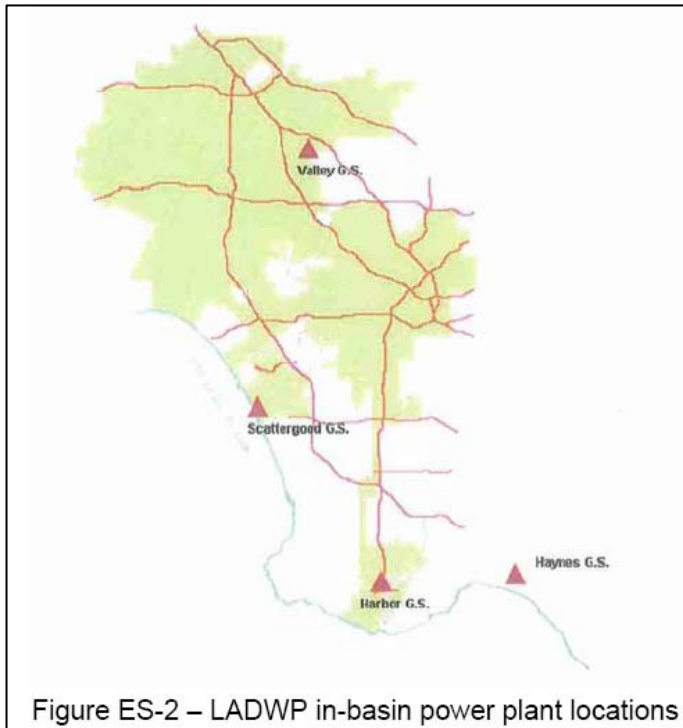 Valley G.S.
Scattergood G.S.
Haynes G.S.
Harbor G.S.
Figure ES-2 – LADWP in-basin power plant locations